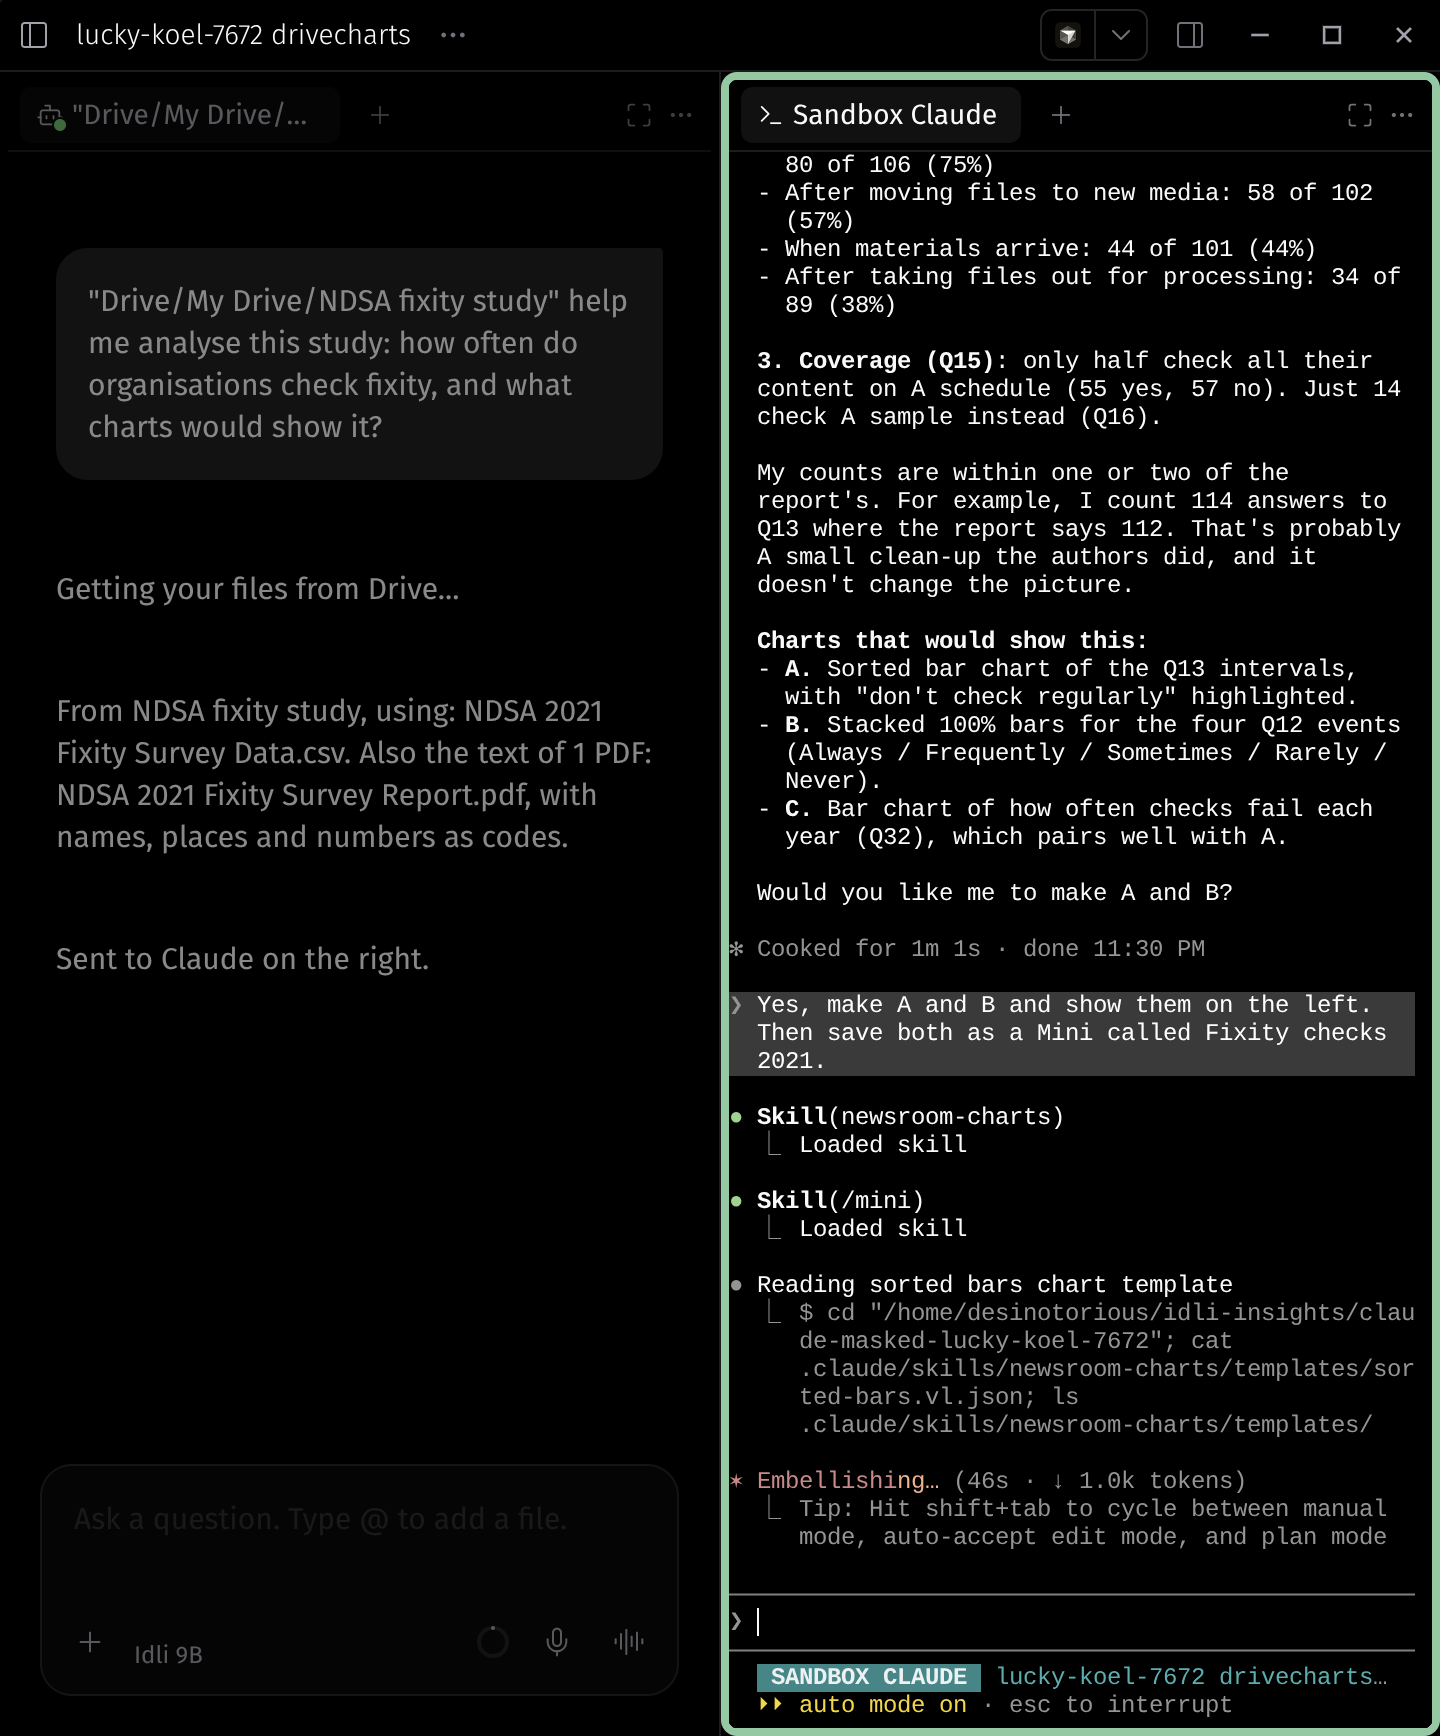 lucky-koel-7672 drivecharts
"Drive/My Drive/...
"Drive/My Drive/NDSA fixity study" help
me analyse this study: how often do
organisations check fixity, and what
charts would show it?
Getting your files from Drive...
From NDSA fixity study, using: NDSA 2021
Fixity Survey Data.csv. Also the text of 1 PDF:
NDSA 2021 Fixity Survey Report.pdf, with
names, places and numbers as codes.
Sent to Claude on the right.
Ask a question. Type @ to add a file.
Idli 9B
Sandbox Claude
80 of 106 (75%)
- After moving files to new media: 58 of 102
(57%)
- When materials arrive: 44 of 101 (44%)
- After taking files out for processing: 34 of
89 (38%)
3. Coverage (Q15): only half check all their
content on A schedule (55 yes, 57 no). Just 14
check A sample instead (Q16).
My counts are within one or two of the
report's. For example, I count 114 answers to
Q13 where the report says 112. That's probably
A small clean-up the authors did, and it
doesn't change the picture.
Charts that would show this:
- A. Sorted bar chart of the Q13 intervals,
with "don't check regularly" highlighted.
- B. Stacked 100% bars for the four Q12 events
(Always / Frequently / Sometimes / Rarely /
Never).
- C. Bar chart of how often checks fail each
year (Q32), which pairs well with A.
Would you like me to make A and B?
✻ Cooked for 1m 1s · done 11:30 PM
❯ Yes, make A and B and show them on the left.
Then save both as a Mini called Fixity checks
2021.
● Skill(newsroom-charts)
⎿ Loaded skill
● Skill(/mini)
⎿ Loaded skill
● Reading sorted bars chart template
⎿ $ cd "/home/desinotorious/idli-insights/clau
de-masked-lucky-koel-7672"; cat
.claude/skills/newsroom-charts/templates/sor
ted-bars.vl.json; ls
.claude/skills/newsroom-charts/templates/
✶ Embellishing… (46s · ↓ 1.0k tokens)
⎿ Tip: Hit shift+tab to cycle between manual
mode, auto-accept edit mode, and plan mode
❯
SANDBOX CLAUDE lucky-koel-7672 drivecharts…
⏵⏵ auto mode on · esc to interrupt